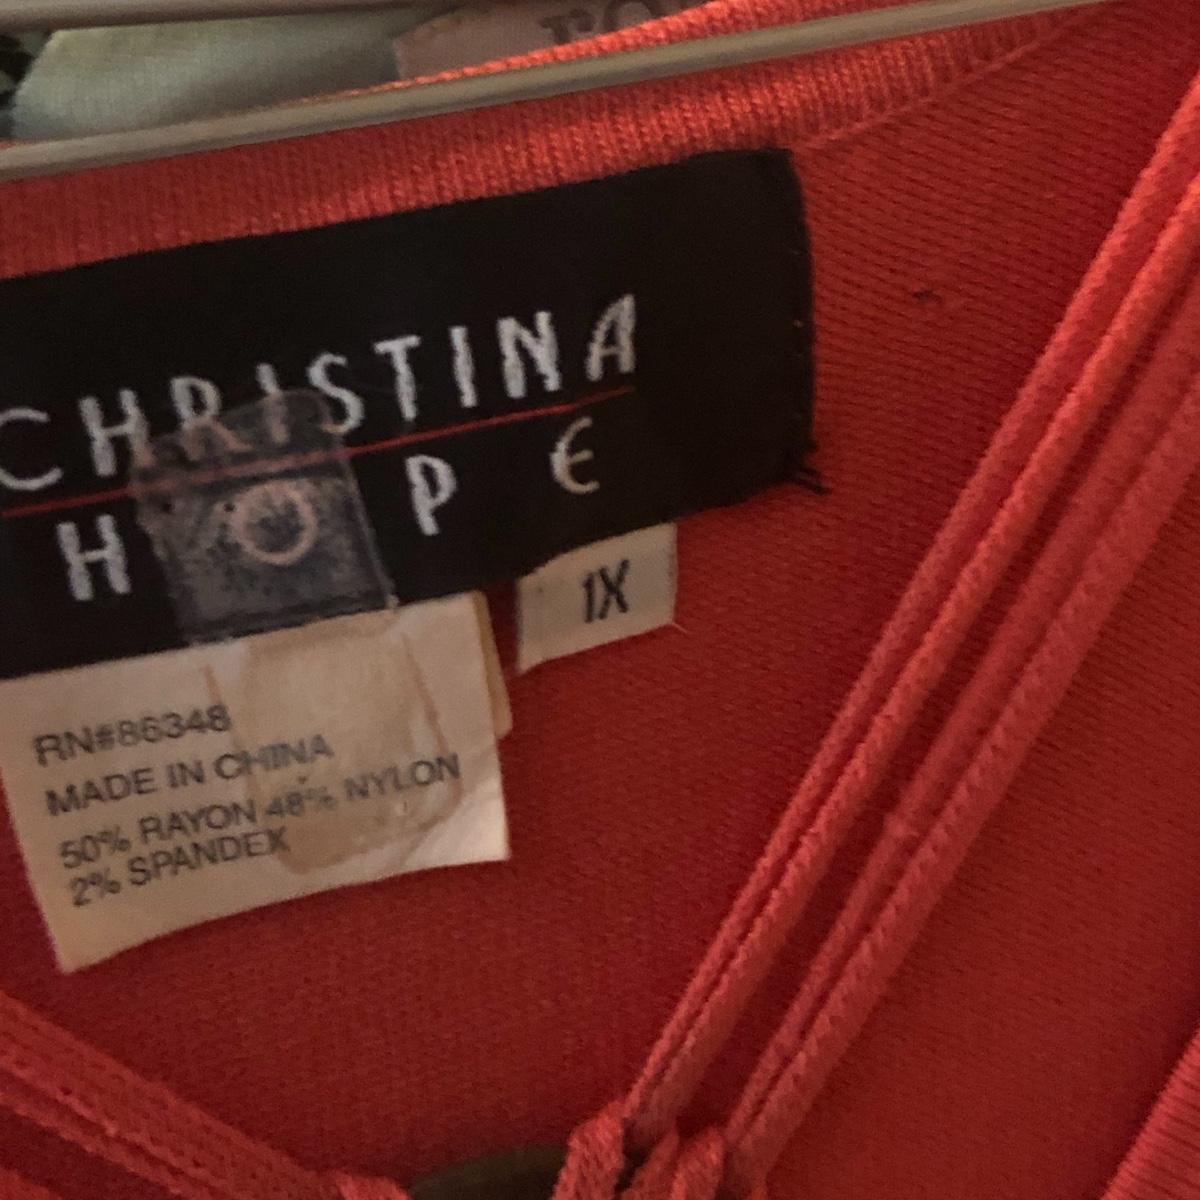 CHRISTINA
HOPE
1X
RN#86348
MADE IN CHINA
50% RAYON 48% NYLON
2% SPANDEX